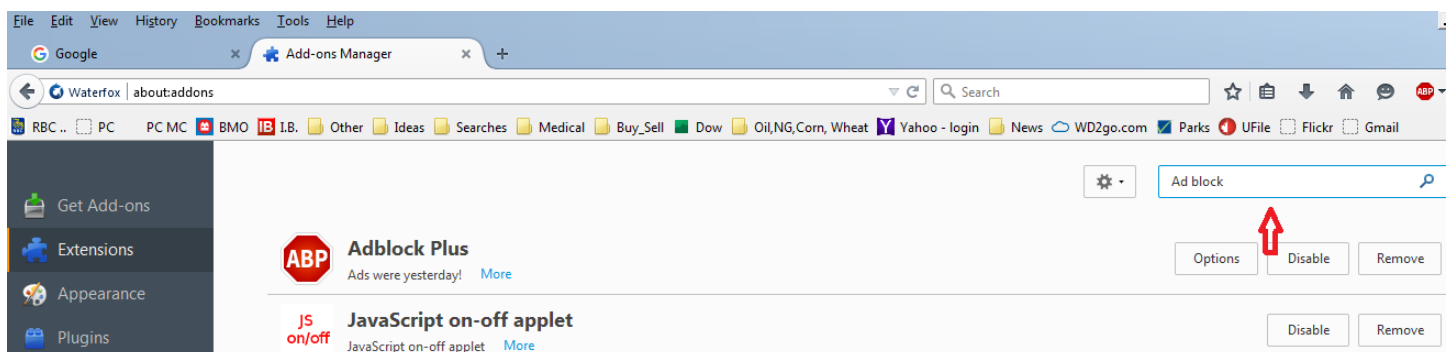 File Edit View History Bookmarks Tools Help
Google Add-ons Manager
Waterfox about:addons Search ABP
RBC .. PC PC MC BMO IB I.B. Other Ideas Searches Medical Buy_Sell Dow Oil,NG,Corn, Wheat Y Yahoo - login News WD2go.com Parks UFile Flickr Gmail
Ad block
Get Add-ons
Extensions
Appearance
Plugins
ABP Adblock Plus Options Disable Remove
Ads were yesterday! More
JS on/off JavaScript on-off applet Disable Remove
JavaScript on-off applet More